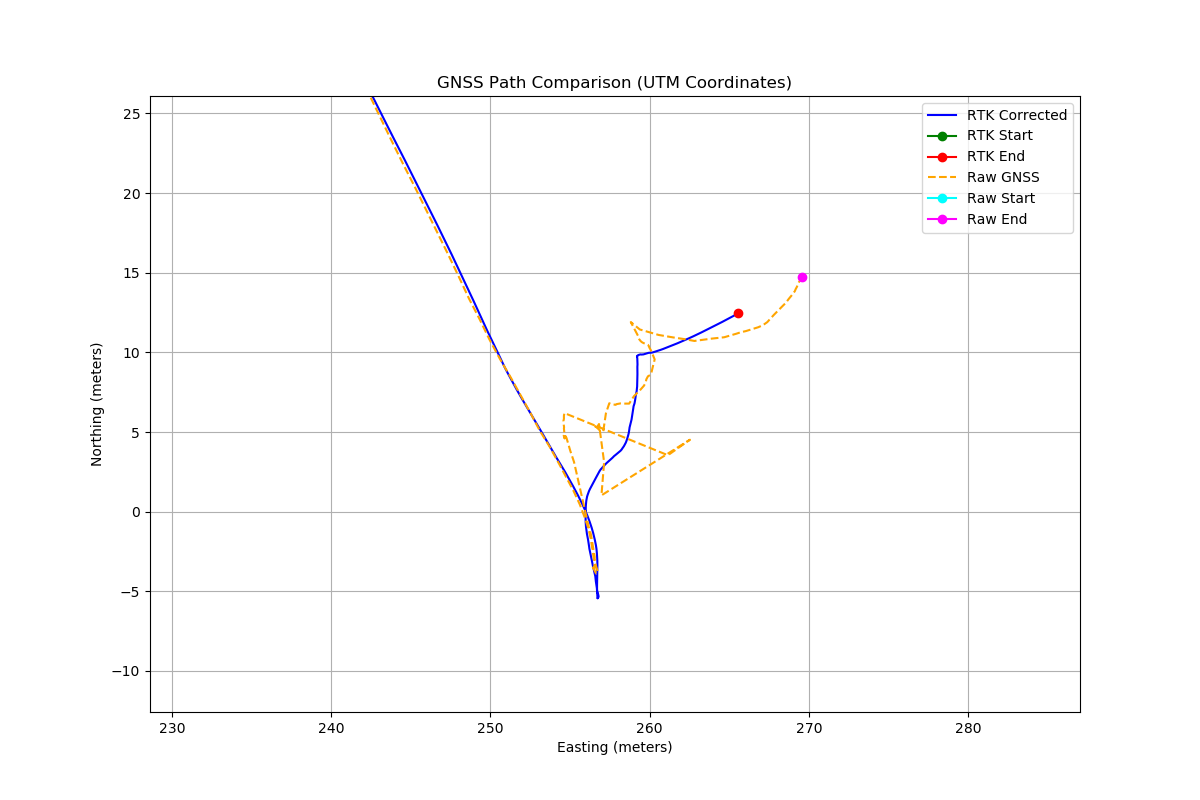 GNSS Path Comparison (UTM Coordinates)
RTK Corrected
RTK Start
RTK End
Raw GNSS
Raw Start
Raw End
25
20
15
10
5
0
−5
−10
Northing (meters)
230 240 250 260 270 280
Easting (meters)